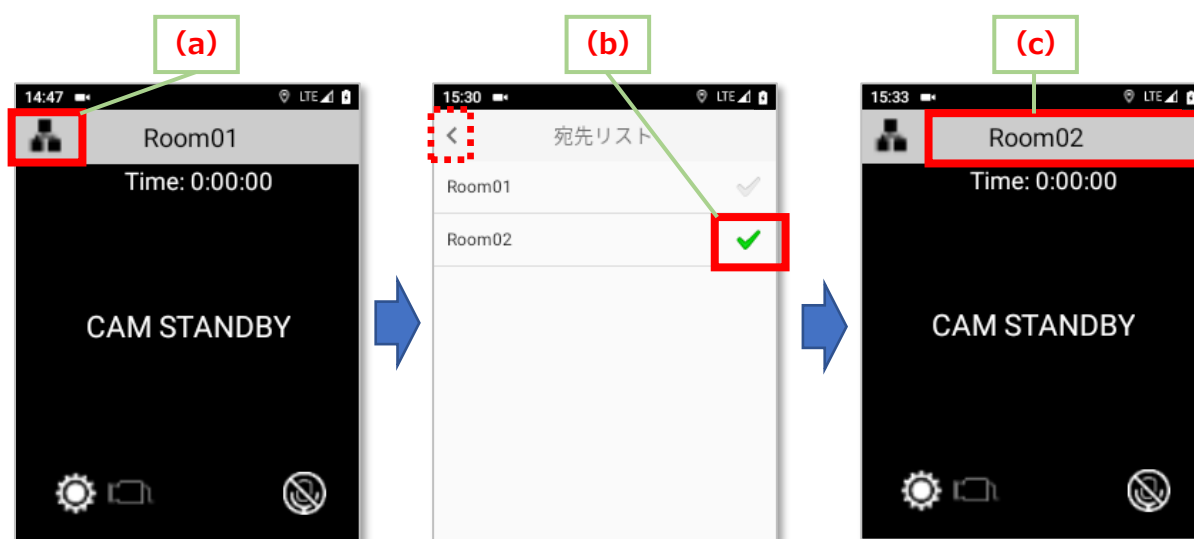 (a)
(b)
(c)
14:47
LTE
Room01
Time: 0:00:00
CAM STANDBY
15:30
LTE
宛先リスト
Room01
Room02
15:33
LTE
Room02
Time: 0:00:00
CAM STANDBY